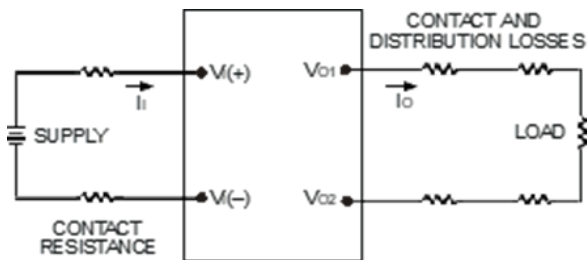 CONTACT AND
DISTRIBUTION LOSSES
VI(+)
VO1
II
IO
SUPPLY
LOAD
VI(–)
VO2
CONTACT
RESISTANCE